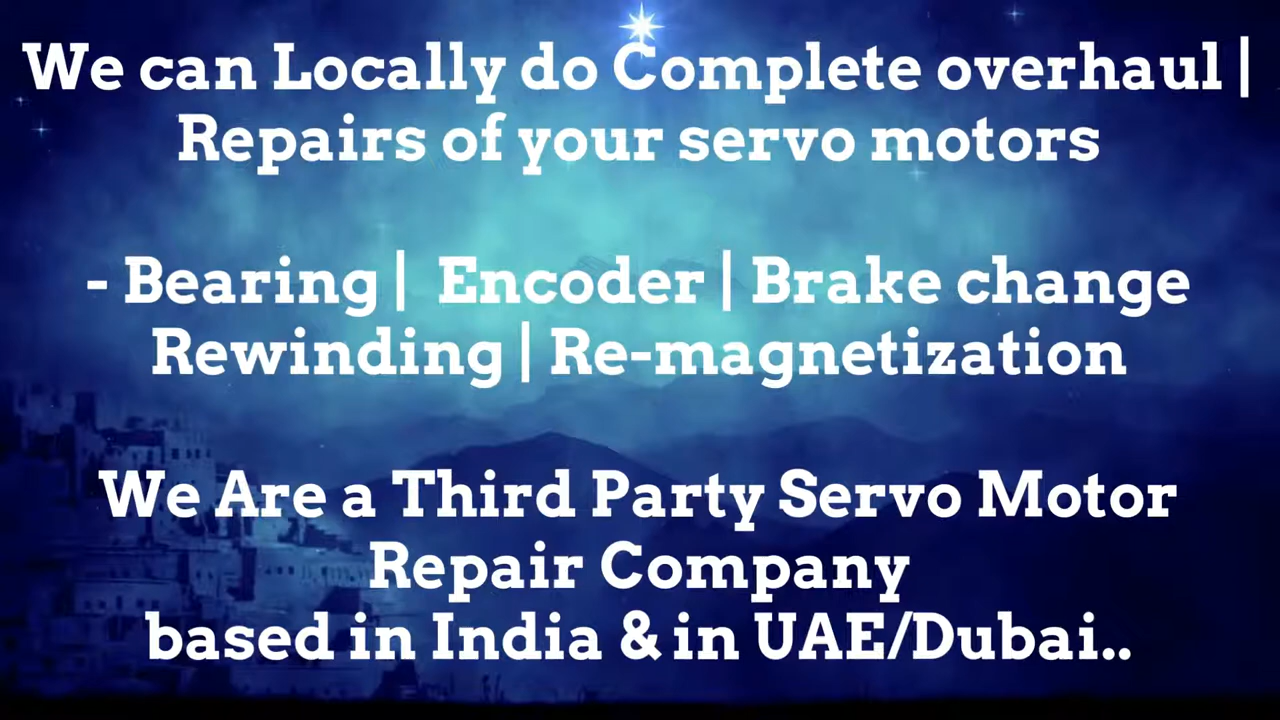 We can Locally do Complete overhaul |
Repairs of your servo motors
- Bearing | Encoder | Brake change
Rewinding | Re-magnetization
We Are a Third Party Servo Motor
Repair Company
based in India & in UAE/Dubai..